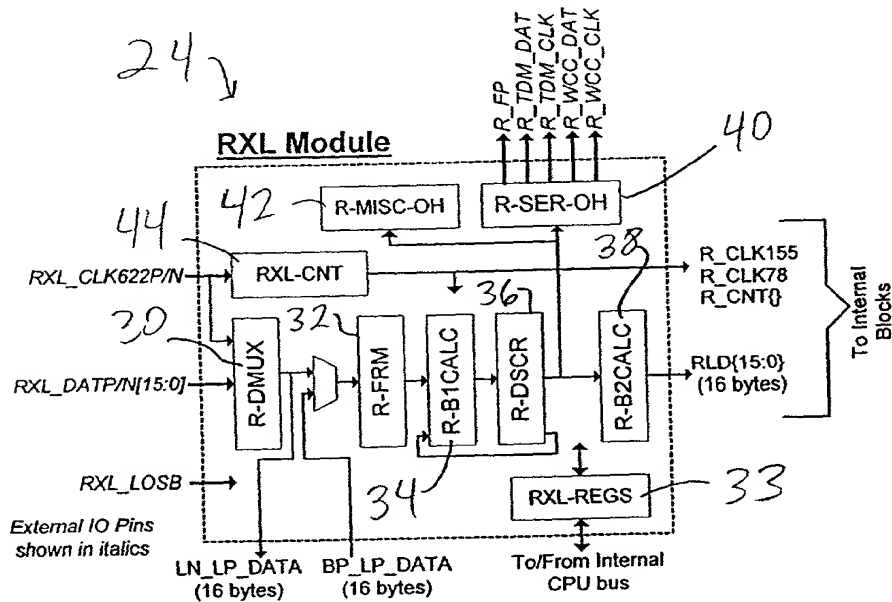 24
R_FP
R_TDM_DAT
R_TDM_CLK
R_WCC_DAT
R_WCC_CLK
RXL Module
40
42
R-MISC-OH
R-SER-OH
44
38
RXL_CLK622P/N
RXL-CNT
R_CLK155
R_CLK78
R_CNT{}
To Internal
Blocks
30
32
36
RXL_DATP/N[15:0]
R-DMUX
R-FRM
R-B1CALC
R-DSCR
R-B2CALC
RLD{15:0}
(16 bytes)
RXL_LOSB
34
RXL-REGS
33
External IO Pins
shown in italics
LN_LP_DATA
(16 bytes)
BP_LP_DATA
(16 bytes)
To/From Internal
CPU bus